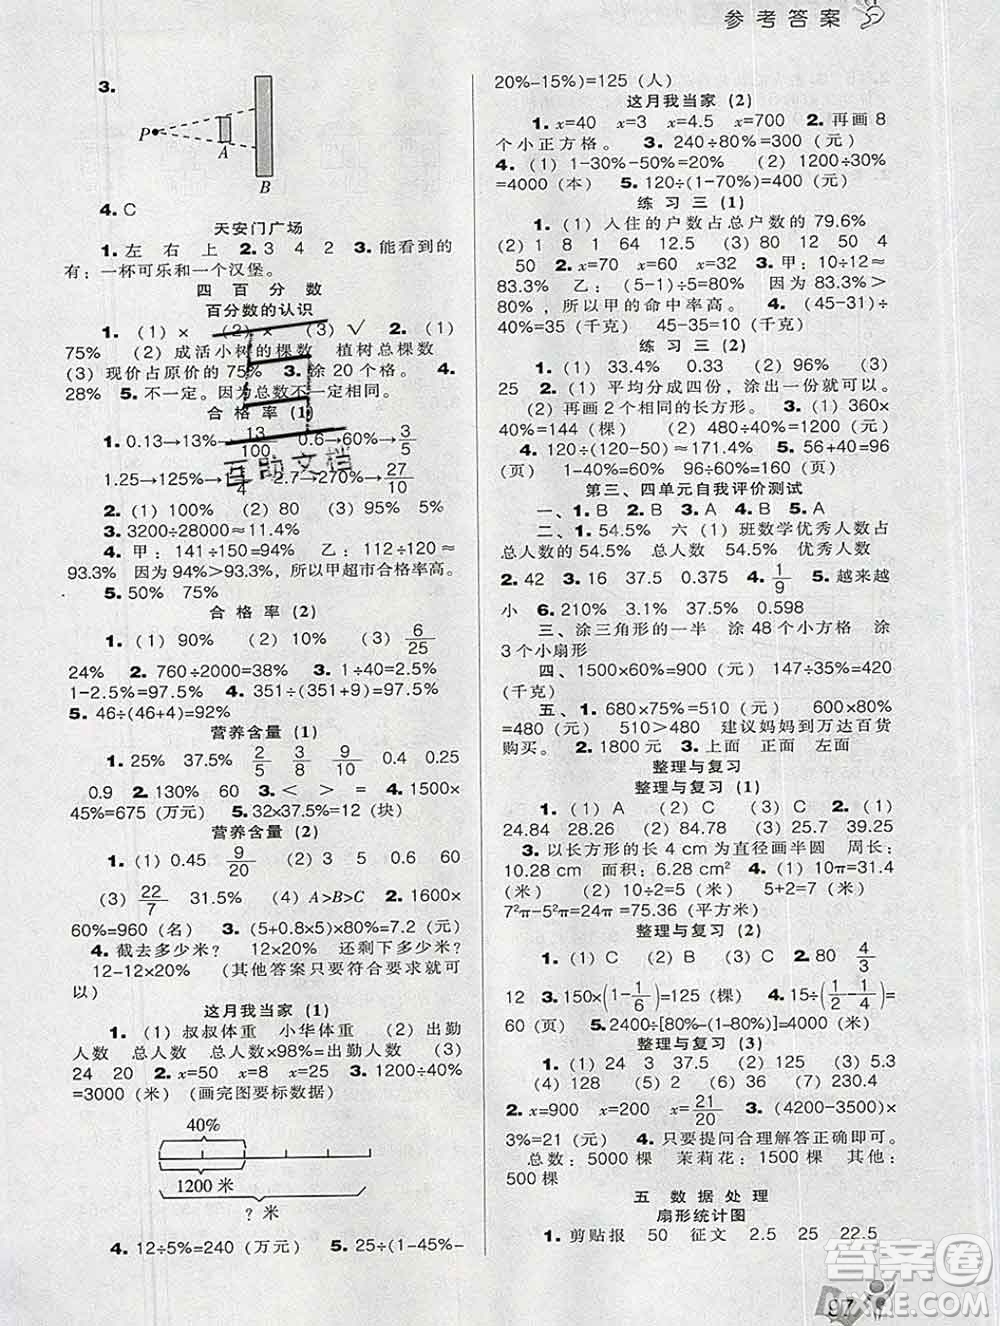 参考答案
3.
P
A
B
4. C
天安门广场
1. 左 右 上 2. 3 4 2 3. 能看到的
有：一杯可乐和一个汉堡。
四 百分数
百分数的认识
1. (1) × (2) × (3) √ 2. (1)
75% (2) 成活小树的棵数 植树总棵数
(3) 现价占原价的 75% 3. 涂 20 个格。 4.
28% 5. 不一定。因为总数不一定相同。
合格率 (1)
1. 0.13→13%→13/100 0.6→60%→3/5
1.25→125%→ /4 2.7→270%→27/10
2. (1) 100% (2) 80 (3) 95% 5%
3. 3200÷28000≈11.4%
4. 甲：141÷150=94% 乙：112÷120≈
93.3% 因为 94%>93.3% 所以甲超市合格率高。
5. 50% 75%
合格率 (2)
1. (1) 90% (2) 10% (3) 6/25
24% 2. 760÷2000=38% 3. 1÷40=2.5%
1-2.5%=97.5% 4. 351÷(351+9)=97.5%
5. 46÷(46+4)=92%
营养含量 (1)
1. 25% 37.5% 2/5 3/8 9/10 0.4 0.25
0.9 2. 130% 60 3. < > = 4. 1500×
45%=675 (万元) 5. 32×37.5%=12 (块)
营养含量 (2)
1. (1) 0.45 9/20 (2) 3 5 0.6 60
(3) 22/7 31.5% (4) A>B>C 2. 1600×
60%=960 (名) 3. (5+0.8×5)×80%=7.2 (元)
4. 截去多少米？ 12×20% 还剩下多少米？
12-12×20% (其他答案只要符合要求就可以)
这月我当家 (1)
1. (1) 叔叔体重 小华体重 (2) 出勤
人数 总人数 总人数×98%=出勤人数 (3)
24 20 2. x=50 x=8 x=25 3. 1200÷40%
=3000 (米) (画完图要标数据)
40%
1200 米
？米
4. 12÷5%=240 (万元) 5. 25÷(1-45%-
20%-15%)=125 (人)
这月我当家 (2)
1. x=40 x=3 x=4.5 x=700 2. 再画 8
个小正方格。 3. 240÷80%=300 (元)
4. (1) 1-30%-50%=20% (2) 1200÷30%
=4000 (本) 5. 120÷(1-70%)=400 (元)
练习三 (1)
1. (1) 入住的户数占总户数的 79.6%
(2) 1 8 1 64 12.5 (3) 80 12 50 4
50 2. x=70 x=60 x=32 3. 甲：10÷12≈
83.3% 乙：(5-1)÷5=80% 因为 83.3%>
80% 所以甲的命中率高。 4. (45-31)÷
40%=35 (千克) 45-35=10 (千克)
练习三 (2)
1. (1) 33.4% 0.6% (2) 96% (3)
25 2. (1) 平均分成四份，涂出一份就可以。
(2) 再画 2 个相同的长方形。 3. (1) 360×
40%=144 (棵) (2) 480÷40%=1200 (棵)
4. 120÷(120-50)≈171.4% 5. 56+40=96
(页) 1-40%=60% 96÷60%=160 (页)
第三、四单元自我评价测试
一、1. B 2. B 3. A 4. B 5. A
二、1. 54.5% 六 (1) 班数学优秀人数占
总人数的 54.5% 总人数 54.5% 优秀人数
2. 42 3. 16 37.5 0.375 4. 1/9 5. 越来越
小 6. 210% 3.1 37.5% 0.598
三、涂三角形的一半 涂 48 个小方格 涂
3 个小扇形
四、1500×60%=900 (元) 147÷35%=420
(千克)
五、1. 680×75%=510 (元) 600×80%
=480 (元) 510>480 建议妈妈到万达百货
购买。 2. 1800 元 3. 上面 正面 左面
整理与复习
整理与复习 (1)
1. (1) A (2) C (3) C 2. (1)
24.84 28.26 (2) 84.78 (3) 25.7 39.25
3. 以长方形的长 4 cm 为直径画半圆 周长：
10.28 cm 面积：6.28 cm² 4. (1) 10π=31.4
(米) (2) 10π÷2+5π÷2=7.5π=23.55 (米)
7²π-5²π=24π=75.36 (平方米)
整理与复习 (2)
1. (1) C (2) B (3) C 2. 80 4/3
12 3. 150×(1-1/6)=125 (棵) 4. 15÷(1/2-1/4)=
60 (页) 5. 2400÷[80%-(1-80%)]=4000 (米)
整理与复习 (3)
1. (1) 24 3 37.5 (2) 125 (3) 5.3
(4) 128 (5) 100 (6) 125 (7) 230.4
2. x=900 x=200 x=21/20 3. (4200-3500)×
3%=21 (元) 4. 只要提问合理解答正确即可。
总数：5000 棵 茉莉花：1500 棵 其他：
500 棵
五 数据处理
扇形统计图
1. 剪贴报 50 征文 2.5 25 22.5
97
互助文档
答案圈